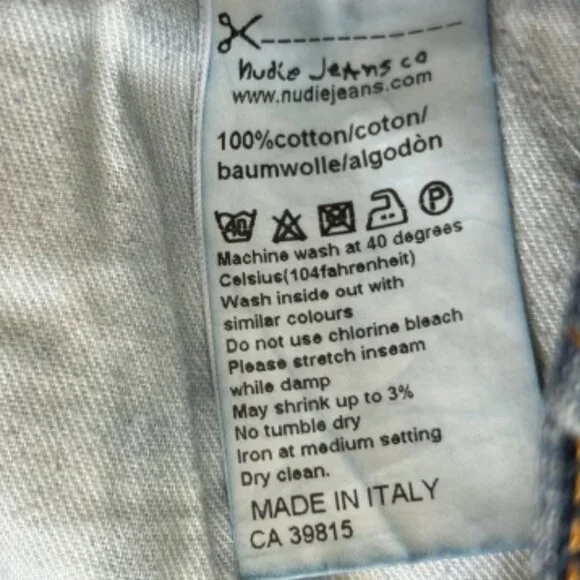 nudie Jeans co
www.nudiejeans.com
100%cotton/coton/
baumwolle/algodòn
40 P
Machine wash at 40 degrees
Celsius(104fahrenheit)
Wash inside out with
similar colours
Do not use chlorine bleach
Please stretch inseam
while damp
May shrink up to 3%
No tumble dry
Iron at medium setting
Dry clean.
MADE IN ITALY
CA 39815